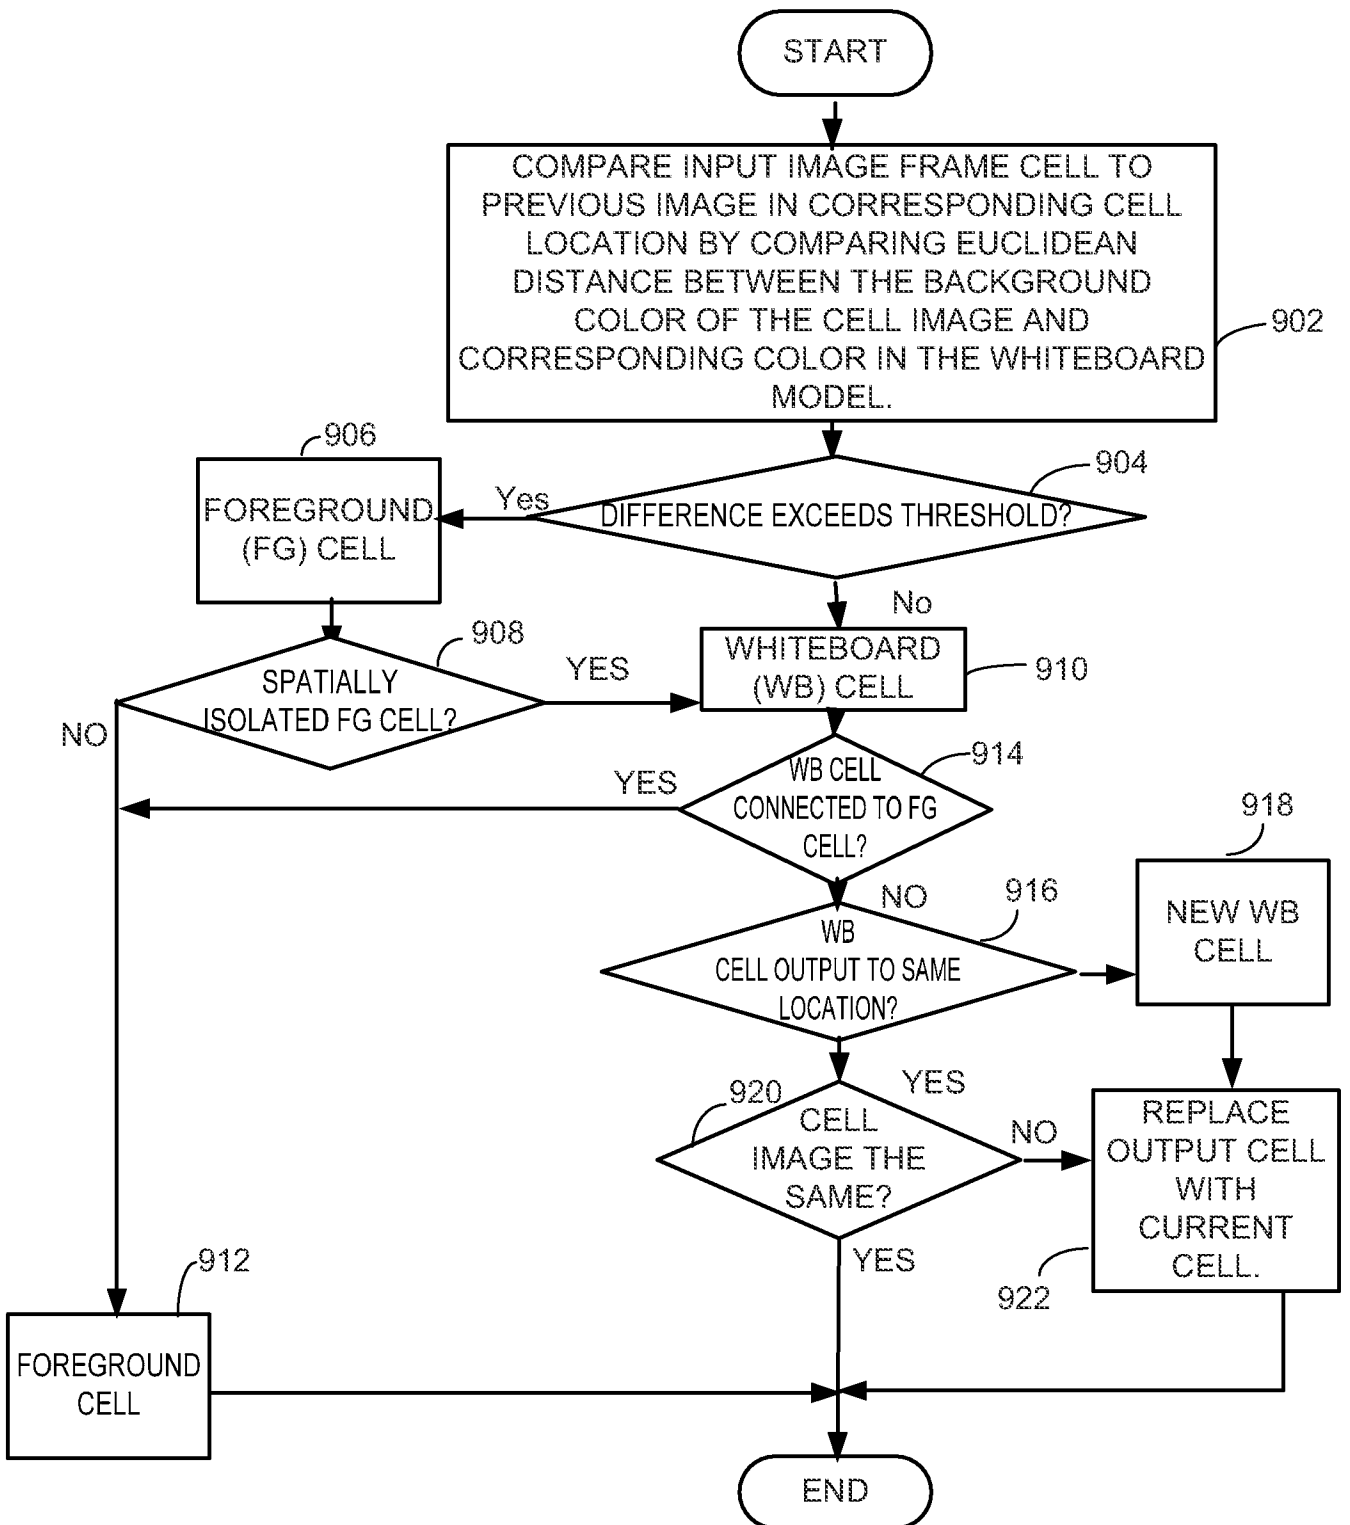 START
COMPARE INPUT IMAGE FRAME CELL TO
PREVIOUS IMAGE IN CORRESPONDING CELL
LOCATION BY COMPARING EUCLIDEAN
DISTANCE BETWEEN THE BACKGROUND
COLOR OF THE CELL IMAGE AND
CORRESPONDING COLOR IN THE WHITEBOARD
MODEL.
902
906
904
FOREGROUND
(FG) CELL
Yes
DIFFERENCE EXCEEDS THRESHOLD?
No
908
SPATIALLY
ISOLATED FG CELL?
YES
NO
WHITEBOARD
(WB) CELL
910
914
WB CELL
CONNECTED TO FG
CELL?
YES
NO
916
WB
CELL OUTPUT TO SAME
LOCATION?
918
NEW WB
CELL
YES
920
CELL
IMAGE THE
SAME?
NO
YES
REPLACE
OUTPUT CELL
WITH
CURRENT
CELL.
922
912
FOREGROUND
CELL
END